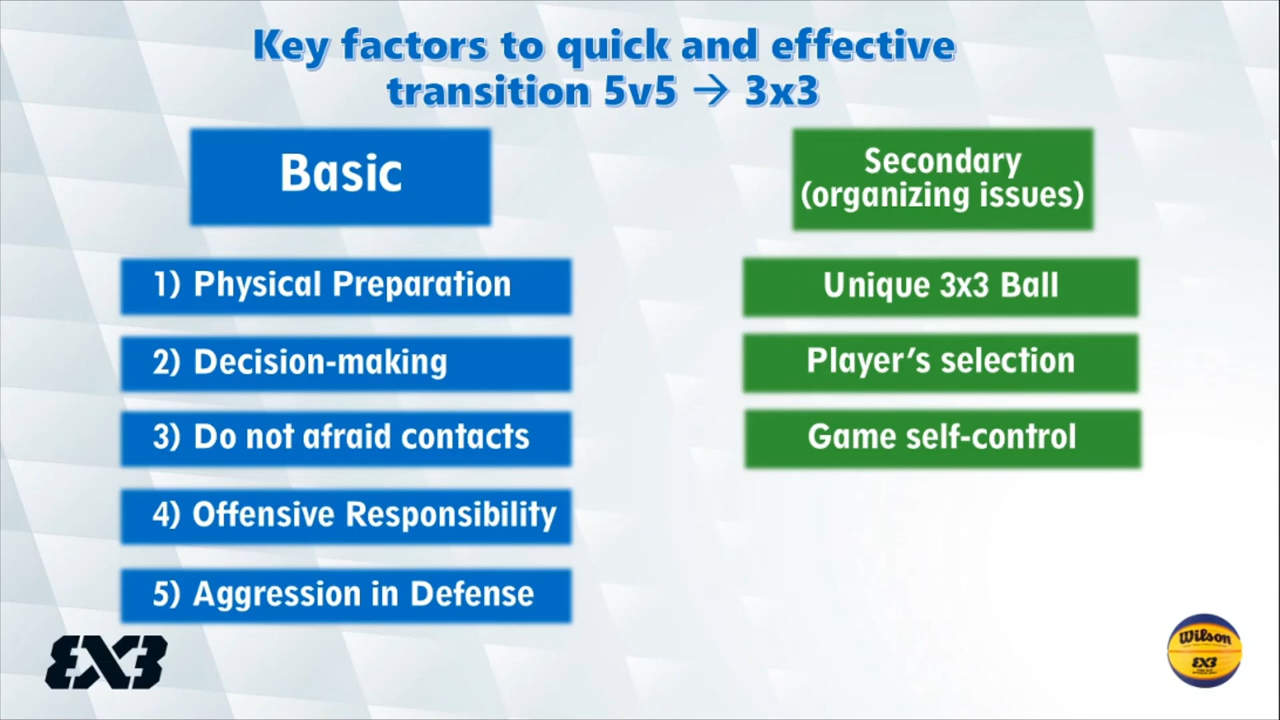 Key factors to quick and effective
transition 5v5 → 3x3
Basic
1) Physical Preparation
2) Decision-making
3) Do not afraid contacts
4) Offensive Responsibility
5) Aggression in Defense
Secondary
(organizing issues)
Unique 3x3 Ball
Player’s selection
Game self-control
3X3
Wilson
3X3